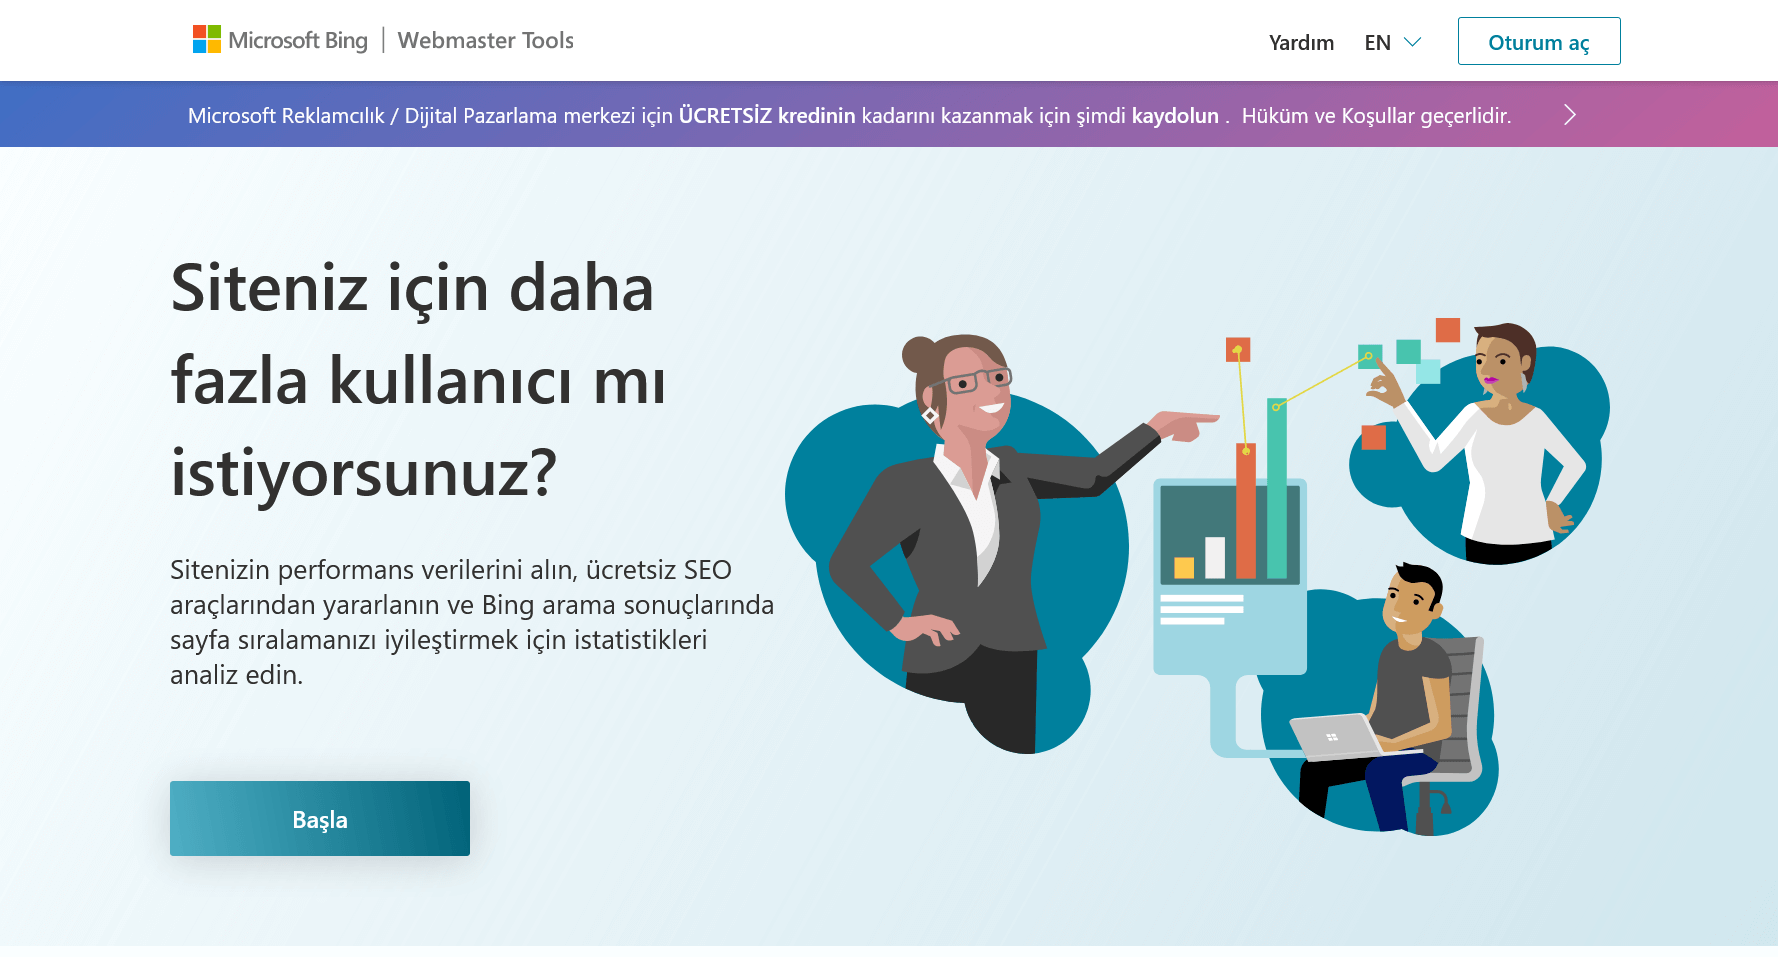 Microsoft Bing | Webmaster Tools
Yardım
EN
Oturum aç
Microsoft Reklamcılık / Dijital Pazarlama merkezi için ÜCRETSİZ kredinin kadarını kazanmak için şimdi kaydolun . Hüküm ve Koşullar geçerlidir.
Siteniz için daha
fazla kullanıcı mı
istiyorsunuz?
Sitenizin performans verilerini alın, ücretsiz SEO
araçlarından yararlanın ve Bing arama sonuçlarında
sayfa sıralamanızı iyileştirmek için istatistikleri
analiz edin.
Başla